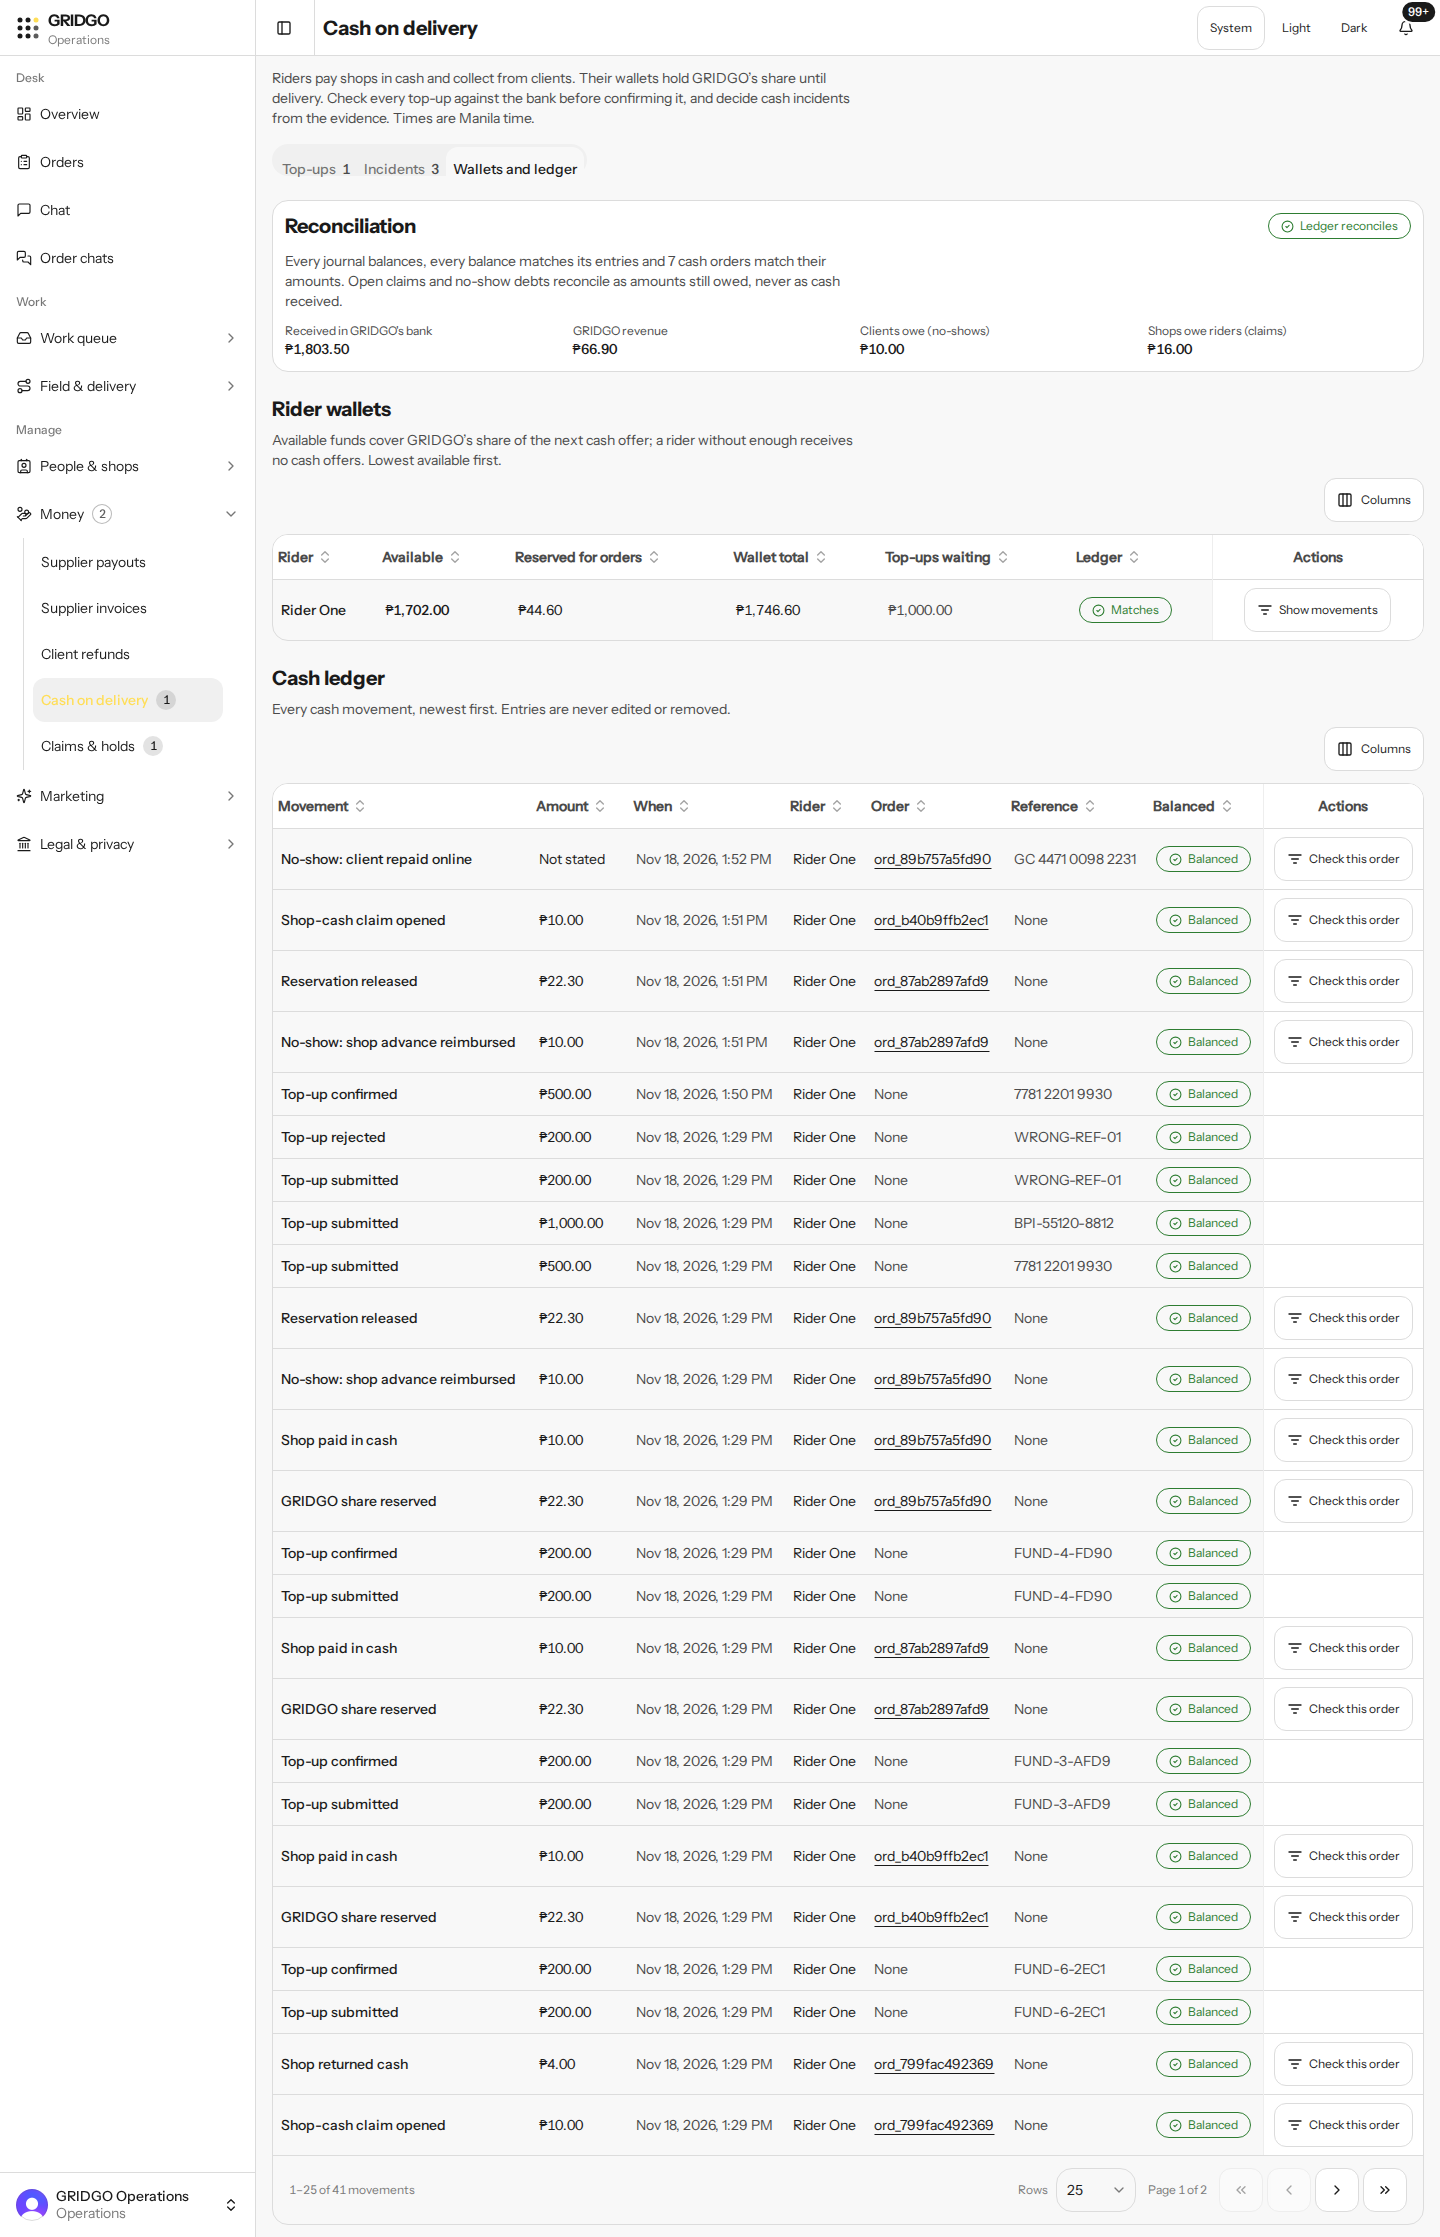 GRIDGO
Operations
Cash on delivery
System
Light
Dark
99+
Desk
Overview
Orders
Chat
Order chats
Work
Work queue
Field & delivery
Manage
People & shops
Money 2
Supplier payouts
Supplier invoices
Client refunds
Cash on delivery 1
Claims & holds 1
Marketing
Legal & privacy
GRIDGO Operations
Operations
Riders pay shops in cash and collect from clients. Their wallets hold GRIDGO's share until
delivery. Check every top-up against the bank before confirming it, and decide cash incidents
from the evidence. Times are Manila time.
Top-ups 1 Incidents 3 Wallets and ledger
Reconciliation
Ledger reconciles
Every journal balances, every balance matches its entries and 7 cash orders match their
amounts. Open claims and no-show debts reconcile as amounts still owed, never as cash
received.
Received in GRIDGO's bank GRIDGO revenue Clients owe (no-shows) Shops owe riders (claims)
₱1,803.50 ₱66.90 ₱10.00 ₱16.00
Rider wallets
Available funds cover GRIDGO's share of the next cash offer; a rider without enough receives
no cash offers. Lowest available first.
Columns
Rider Available Reserved for orders Wallet total Top-ups waiting Ledger Actions
Rider One ₱1,702.00 ₱44.60 ₱1,746.60 ₱1,000.00 Matches Show movements
Cash ledger
Every cash movement, newest first. Entries are never edited or removed.
Columns
Movement Amount When Rider Order Reference Balanced Actions
No-show: client repaid online Not stated Nov 18, 2026, 1:52 PM Rider One ord_89b757a5fd90 GC 4471 0098 2231 Balanced Check this order
Shop-cash claim opened ₱10.00 Nov 18, 2026, 1:51 PM Rider One ord_b40b9ffb2ec1 None Balanced Check this order
Reservation released ₱22.30 Nov 18, 2026, 1:51 PM Rider One ord_87ab2897afd9 None Balanced Check this order
No-show: shop advance reimbursed ₱10.00 Nov 18, 2026, 1:51 PM Rider One ord_87ab2897afd9 None Balanced Check this order
Top-up confirmed ₱500.00 Nov 18, 2026, 1:50 PM Rider One None 7781 2201 9930 Balanced
Top-up rejected ₱200.00 Nov 18, 2026, 1:29 PM Rider One None WRONG-REF-01 Balanced
Top-up submitted ₱200.00 Nov 18, 2026, 1:29 PM Rider One None WRONG-REF-01 Balanced
Top-up submitted ₱1,000.00 Nov 18, 2026, 1:29 PM Rider One None BPI-55120-8812 Balanced
Top-up submitted ₱500.00 Nov 18, 2026, 1:29 PM Rider One None 7781 2201 9930 Balanced
Reservation released ₱22.30 Nov 18, 2026, 1:29 PM Rider One ord_89b757a5fd90 None Balanced Check this order
No-show: shop advance reimbursed ₱10.00 Nov 18, 2026, 1:29 PM Rider One ord_89b757a5fd90 None Balanced Check this order
Shop paid in cash ₱10.00 Nov 18, 2026, 1:29 PM Rider One ord_89b757a5fd90 None Balanced Check this order
GRIDGO share reserved ₱22.30 Nov 18, 2026, 1:29 PM Rider One ord_89b757a5fd90 None Balanced Check this order
Top-up confirmed ₱200.00 Nov 18, 2026, 1:29 PM Rider One None FUND-4-FD90 Balanced
Top-up submitted ₱200.00 Nov 18, 2026, 1:29 PM Rider One None FUND-4-FD90 Balanced
Shop paid in cash ₱10.00 Nov 18, 2026, 1:29 PM Rider One ord_87ab2897afd9 None Balanced Check this order
GRIDGO share reserved ₱22.30 Nov 18, 2026, 1:29 PM Rider One ord_87ab2897afd9 None Balanced Check this order
Top-up confirmed ₱200.00 Nov 18, 2026, 1:29 PM Rider One None FUND-3-AFD9 Balanced
Top-up submitted ₱200.00 Nov 18, 2026, 1:29 PM Rider One None FUND-3-AFD9 Balanced
Shop paid in cash ₱10.00 Nov 18, 2026, 1:29 PM Rider One ord_b40b9ffb2ec1 None Balanced Check this order
GRIDGO share reserved ₱22.30 Nov 18, 2026, 1:29 PM Rider One ord_b40b9ffb2ec1 None Balanced Check this order
Top-up confirmed ₱200.00 Nov 18, 2026, 1:29 PM Rider One None FUND-6-2EC1 Balanced
Top-up submitted ₱200.00 Nov 18, 2026, 1:29 PM Rider One None FUND-6-2EC1 Balanced
Shop returned cash ₱4.00 Nov 18, 2026, 1:29 PM Rider One ord_799fac492369 None Balanced Check this order
Shop-cash claim opened ₱10.00 Nov 18, 2026, 1:29 PM Rider One ord_799fac492369 None Balanced Check this order
1–25 of 41 movements Rows 25 Page 1 of 2